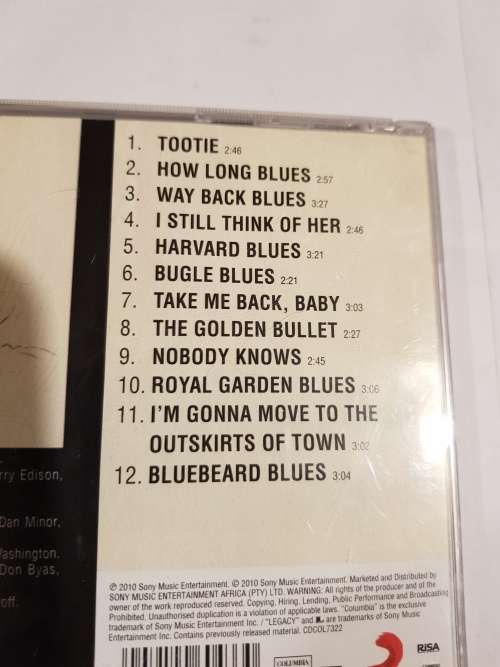 1. TOOTIE 2:46
2. HOW LONG BLUES 2:57
3. WAY BACK BLUES 3:27
4. I STILL THINK OF HER 2:46
5. HARVARD BLUES 3:21
6. BUGLE BLUES 2:21
7. TAKE ME BACK, BABY 3:03
8. THE GOLDEN BULLET 2:27
9. NOBODY KNOWS 2:45
10. ROYAL GARDEN BLUES 3:06
11. I'M GONNA MOVE TO THE
OUTSKIRTS OF TOWN 3:02
12. BLUEBEARD BLUES 3:04
rry Edison,
Dan Minor,
Washington.
Don Byas,
off.
℗ 2010 Sony Music Entertainment. © 2010 Sony Music Entertainment. Marketed and Distributed by
SONY MUSIC ENTERTAINMENT AFRICA (PTY) LTD. WARNING: All rights of the producer and of the
owner of the work reproduced reserved. Copying, Hiring, Lending, Public Performance and Broadcasting
Prohibited. Unauthorised duplication is a violation of applicable laws. "Columbia" is the exclusive
trademark of Sony Music Entertainment Inc. / "LEGACY" and L are trademarks of Sony Music
Entertainment Inc. Contains previously released material. CDCOL7322
COLUMBIA
RiSA